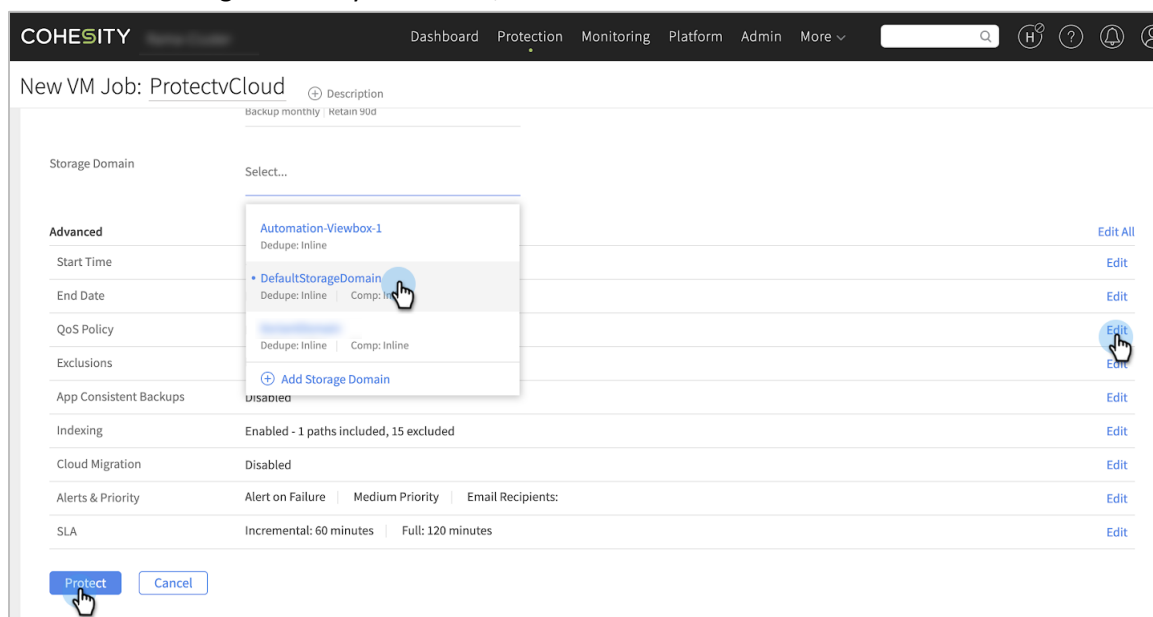 COHESITY Dashboard Protection Monitoring Platform Admin More
New VM Job: ProtectvCloud Description
Backup monthly | Retain 90d
Storage Domain
Select...
Automation-Viewbox-1
Dedupe: Inline
Advanced Edit All
Start Time Edit
DefaultStorageDomain
Dedupe: Inline | Comp:
End Date Edit
QoS Policy Edit
Dedupe: Inline | Comp: Inline
Exclusions Edit
Add Storage Domain
App Consistent Backups Disabled Edit
Indexing Enabled - 1 paths included, 15 excluded Edit
Cloud Migration Disabled Edit
Alerts & Priority Alert on Failure | Medium Priority | Email Recipients: Edit
SLA Incremental: 60 minutes | Full: 120 minutes Edit
Protect Cancel